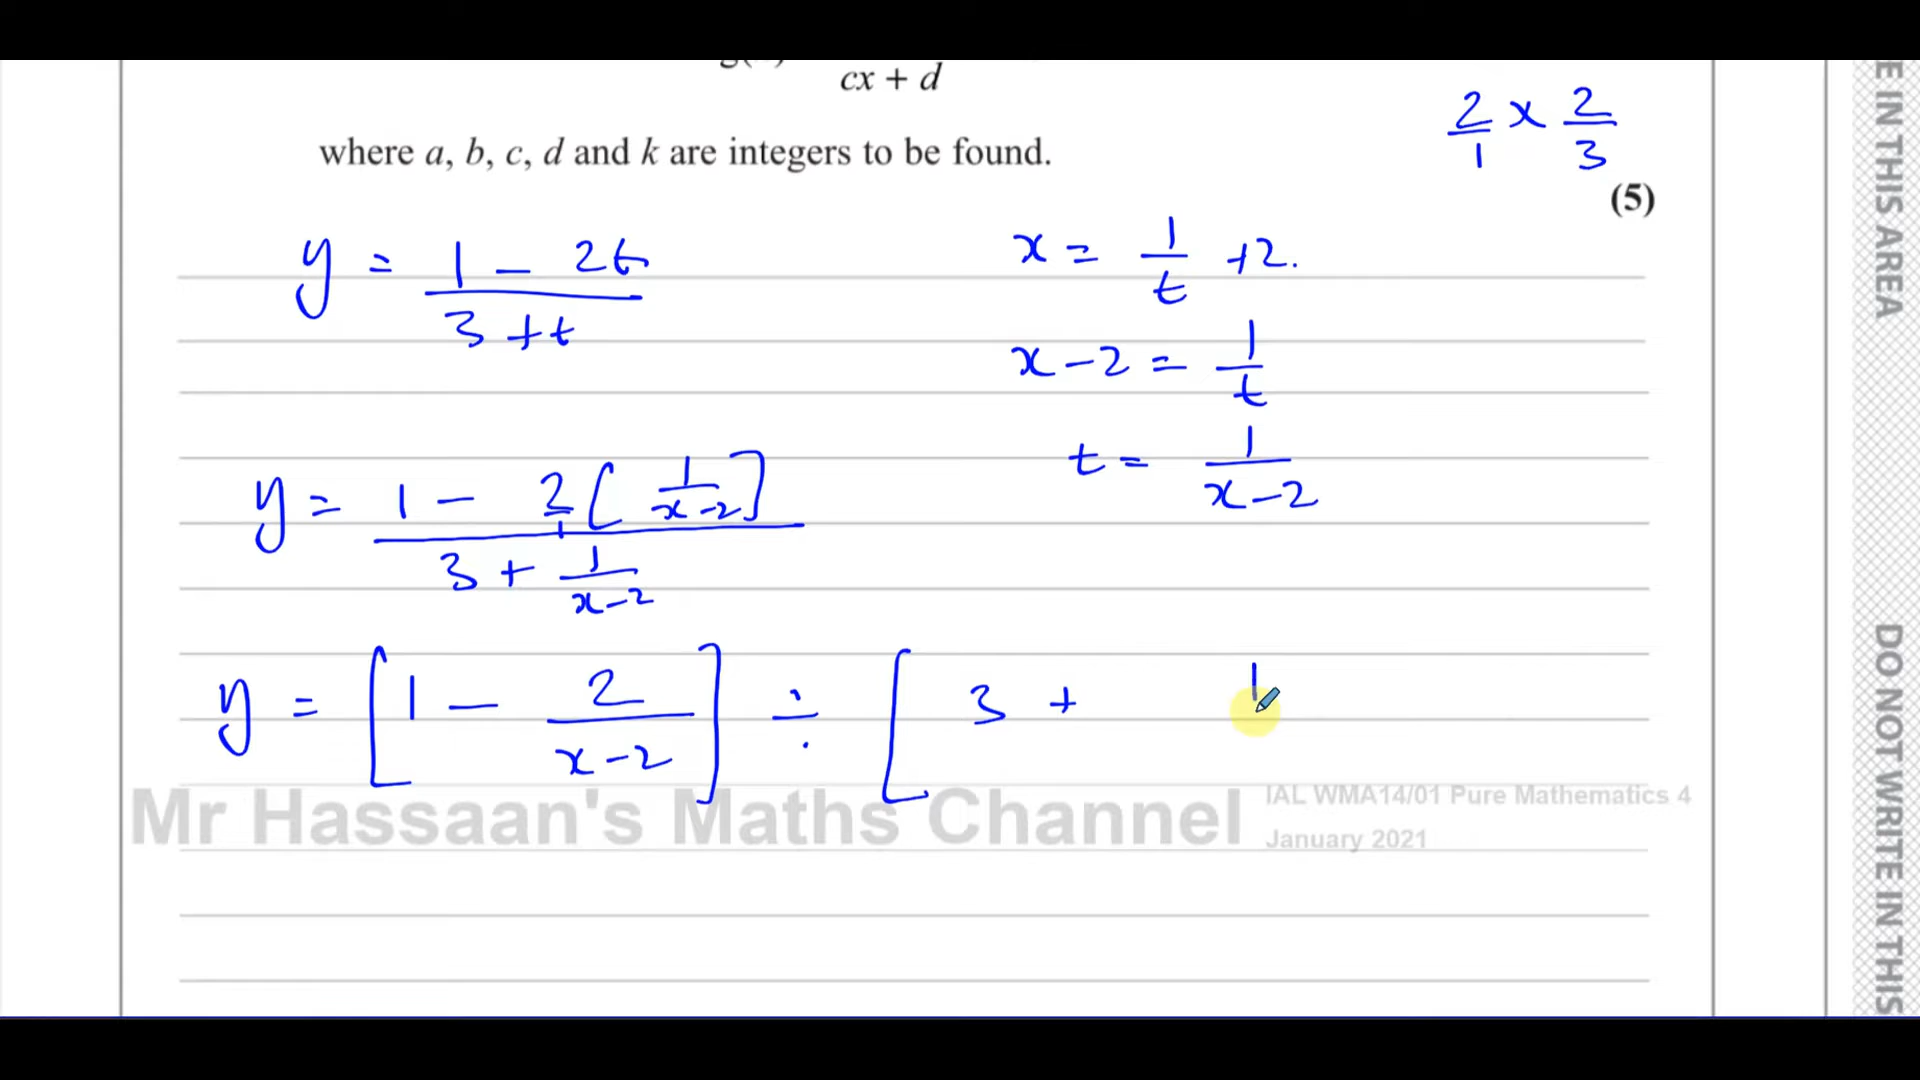 cx + d
where a, b, c, d and k are integers to be found.
2/1 x 2/3
(5)
y = (1 - 2t)/(3 + t)
x = 1/t + 2.
x - 2 = 1/t
t = 1/(x - 2)
y = (1 - 2/1 [1/(x-2)])/(3 + 1/(x-2))
y = [1 - 2/(x-2)] ÷ [3 + 1
Mr Hassaan's Maths Channel
IAL WMA14/01 Pure Mathematics 4
January 2021
E IN THIS AREA
DO NOT WRITE IN THIS